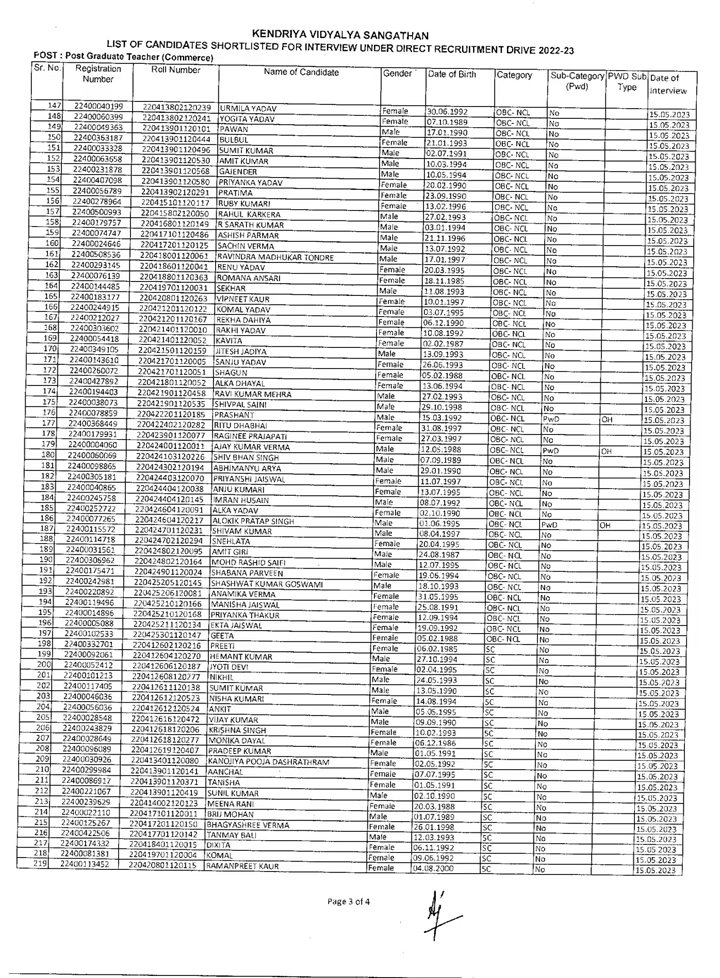 KENDRIYA VIDYALYA SANGATHAN
LIST OF CANDIDATES SHORTLISTED FOR INTERVIEW UNDER DIRECT RECRUITMENT DRIVE 2022-23
POST : Post Graduate Teacher (Commerce)
Sr. No. Registration Number Roll Number Name of Candidate Gender Date of Birth Category Sub-Category (Pwd) PWD Sub Type Date of Interview
147 22400040199 220413802120239 URMILA YADAV Female 30.06.1992 OBC- NCL No 15.05.2023
148 22400060399 220413802120241 YOGITA YADAV Female 07.10.1989 OBC- NCL No 15.05.2023
149 22400049363 220413901120101 PAWAN Male 17.01.1990 OBC- NCL No 15.05.2023
150 22400363187 220413901120444 BULBUL Female 21.01.1993 OBC- NCL No 15.05.2023
151 22400033328 220413901120496 SUMIT KUMAR Male 02.07.1991 OBC- NCL No 15.05.2023
152 22400063658 220413901120530 AMIT KUMAR Male 10.03.1994 OBC- NCL No 15.05.2023
153 22400231878 220413901120568 GAJENDER Male 10.05.1994 OBC- NCL No 15.05.2023
154 22400407098 220413901120580 PRIYANKA YADAV Female 20.02.1990 OBC- NCL No 15.05.2023
155 22400056789 220413902120291 PRATIMA Female 23.09.1990 OBC- NCL No 15.05.2023
156 22400278964 220415101120117 RUBY KUMARI Female 13.02.1996 OBC- NCL No 15.05.2023
157 22400500993 220415802120050 RAHUL KARKERA Male 27.02.1993 OBC- NCL No 15.05.2023
158 22400179757 220416801120149 R SARATH KUMAR Male 03.01.1994 OBC- NCL No 15.05.2023
159 22400074747 220417101120486 ASHISH PARMAR Male 21.11.1996 OBC- NCL No 15.05.2023
160 22400024646 220417201120125 SACHIN VERMA Male 13.07.1992 OBC- NCL No 15.05.2023
161 22400508536 220418001120061 RAVINDRA MADHUKAR TONDRE Male 17.01.1997 OBC- NCL No 15.05.2023
162 22400293145 220418601120041 RENU YADAV Female 20.03.1995 OBC- NCL No 15.05.2023
163 22400076139 220418801120363 ROMANA ANSARI Female 18.11.1985 OBC- NCL No 15.05.2023
164 22400144485 220419701120031 SEKHAR Male 11.08.1993 OBC- NCL No 15.05.2023
165 22400183177 220420801120263 VIPNEET KAUR Female 10.01.1997 OBC- NCL No 15.05.2023
166 22400244915 220421201120122 KOMAL YADAV Female 03.07.1995 OBC- NCL No 15.05.2023
167 22400212027 220421201120167 REKHA DAHIYA Female 06.12.1990 OBC- NCL No 15.05.2023
168 22400303602 220421401120010 RAKHI YADAV Female 10.08.1992 OBC- NCL No 15.05.2023
169 22400054418 220421401120052 KAVITA Female 02.02.1987 OBC- NCL No 15.05.2023
170 22400349105 220421501120159 JITESH JADIYA Male 13.09.1993 OBC- NCL No 15.05.2023
171 22400143610 220421701120005 SANJU YADAV Female 26.06.1993 OBC- NCL No 15.05.2023
172 22400260072 220421701120051 SHAGUN Female 05.02.1988 OBC- NCL No 15.05.2023
173 22400427892 220421801120052 ALKA DHAYAL Female 13.06.1994 OBC- NCL No 15.05.2023
174 22400194403 220421901120458 RAVI KUMAR MEHRA Male 27.02.1993 OBC- NCL No 15.05.2023
175 22400038073 220421901120535 SHIVPAL SAINI Male 29.10.1998 OBC- NCL No 15.05.2023
176 22400078859 220422201120185 PRASHANT Male 15.03.1992 OBC- NCL PwD OH 15.05.2023
177 22400368449 220422402120282 RITU DHABHAI Female 31.08.1997 OBC- NCL No 15.05.2023
178 22400179931 220423901120077 RAGINEE PRAJAPATI Female 27.03.1997 OBC- NCL No 15.05.2023
179 22400004060 220424001120011 AJAY KUMAR VERMA Male 12.05.1988 OBC- NCL PwD OH 15.05.2023
180 22400060069 220424103120226 SHIV BHAN SINGH Male 07.09.1989 OBC- NCL No 15.05.2023
181 22400098865 220424302120194 ABHIMANYU ARYA Male 29.01.1990 OBC- NCL No 15.05.2023
182 22400305181 220424403120070 PRIYANSHI JAISWAL Female 11.07.1997 OBC- NCL No 15.05.2023
183 22400040865 220424404120038 ANJU KUMARI Female 13.07.1995 OBC- NCL No 15.05.2023
184 22400245758 220424604120145 IMRAN HUSAIN Male 08.07.1992 OBC- NCL No 15.05.2023
185 22400252722 220424604120091 ALKA YADAV Female 02.10.1990 OBC- NCL No 15.05.2023
186 22400077265 220424604120217 ALOKIK PRATAP SINGH Male 01.06.1995 OBC- NCL PwD OH 15.05.2023
187 22400115572 220424701120231 SHIVAM KUMAR Male 08.04.1997 OBC- NCL No 15.05.2023
188 22400114718 220424702120294 SNEHLATA Female 20.04.1995 OBC- NCL No 15.05.2023
189 22400031561 220424802120095 AMIT GIRI Male 24.08.1987 OBC- NCL No 15.05.2023
190 22400306962 220424802120164 MOHD RASHID SAIFI Male 12.07.1995 OBC- NCL No 15.05.2023
191 22400175471 220424901120024 SHABANA PARVEEN Female 19.06.1994 OBC- NCL No 15.05.2023
192 22400242981 220425205120145 SHASHWAT KUMAR GOSWAMI Male 18.10.1993 OBC- NCL No 15.05.2023
193 22400220892 220425206120081 ANAMIKA VERMA Female 31.05.1995 OBC- NCL No 15.05.2023
194 22400119496 220425210120166 MANISHA JAISWAL Female 25.08.1991 OBC- NCL No 15.05.2023
195 22400014896 220425210120168 PRIYANKA THAKUR Female 12.09.1994 OBC- NCL No 15.05.2023
196 22400005088 220425211120134 EKTA JAISWAL Female 19.09.1992 OBC- NCL No 15.05.2023
197 22400102533 220425301120147 GEETA Female 05.02.1988 OBC- NCL No 15.05.2023
198 22400332701 220412602120216 PREETI Female 06.02.1985 SC No 15.05.2023
199 22400092061 220412604120270 HEMANT KUMAR Male 27.10.1994 SC No 15.05.2023
200 22400052412 220412606120187 JYOTI DEVI Female 02.04.1995 SC No 15.05.2023
201 22400101213 220412608120777 NIKHIL Male 24.05.1993 SC No 15.05.2023
202 22400117405 220412611120138 SUMIT KUMAR Male 13.05.1990 SC No 15.05.2023
203 22400046036 220412612120523 NISHA KUMARI Female 14.08.1994 SC No 15.05.2023
204 22400056036 220412612120524 ANKIT Male 05.05.1995 SC No 15.05.2023
205 22400028548 220412616120472 VIJAY KUMAR Male 09.09.1990 SC No 15.05.2023
206 22400243829 220412618120206 KRISHNA SINGH Female 10.02.1993 SC No 15.05.2023
207 22400028649 220412618120277 MONIKA DAYAL Female 06.12.1986 SC No 15.05.2023
208 22400096089 220412619120407 PRADEEP KUMAR Male 01.05.1991 SC No 15.05.2023
209 22400030926 220413401120080 KANOJIYA POOJA DASHRATHRAM Female 02.05.1992 SC No 15.05.2023
210 22400299984 220413901120141 AANCHAL Female 07.07.1995 SC No 15.05.2023
211 22400086917 220413901120371 TANISHA Female 01.05.1991 SC No 15.05.2023
212 22400221067 220413901120419 SUNIL KUMAR Male 02.10.1990 SC No 15.05.2023
213 22400239629 220414002120123 MEENA RANI Female 20.03.1988 SC No 15.05.2023
214 22400022110 220417101120011 BRIJ MOHAN Male 01.07.1989 SC No 15.05.2023
215 22400125267 220417201120150 BHAGYASHREE VERMA Female 26.01.1998 SC No 15.05.2023
216 22400422506 220417701120142 TANMAY BALI Male 12.03.1993 SC No 15.05.2023
217 22400174332 220418401120015 DIXITA Female 06.11.1992 SC No 15.05.2023
218 22400081381 220419701120004 KOMAL Female 09.06.1992 SC No 15.05.2023
219 22400113452 220420801120115 RAMANPREET KAUR Female 04.08.2000 SC No 15.05.2023
Page 3 of 4